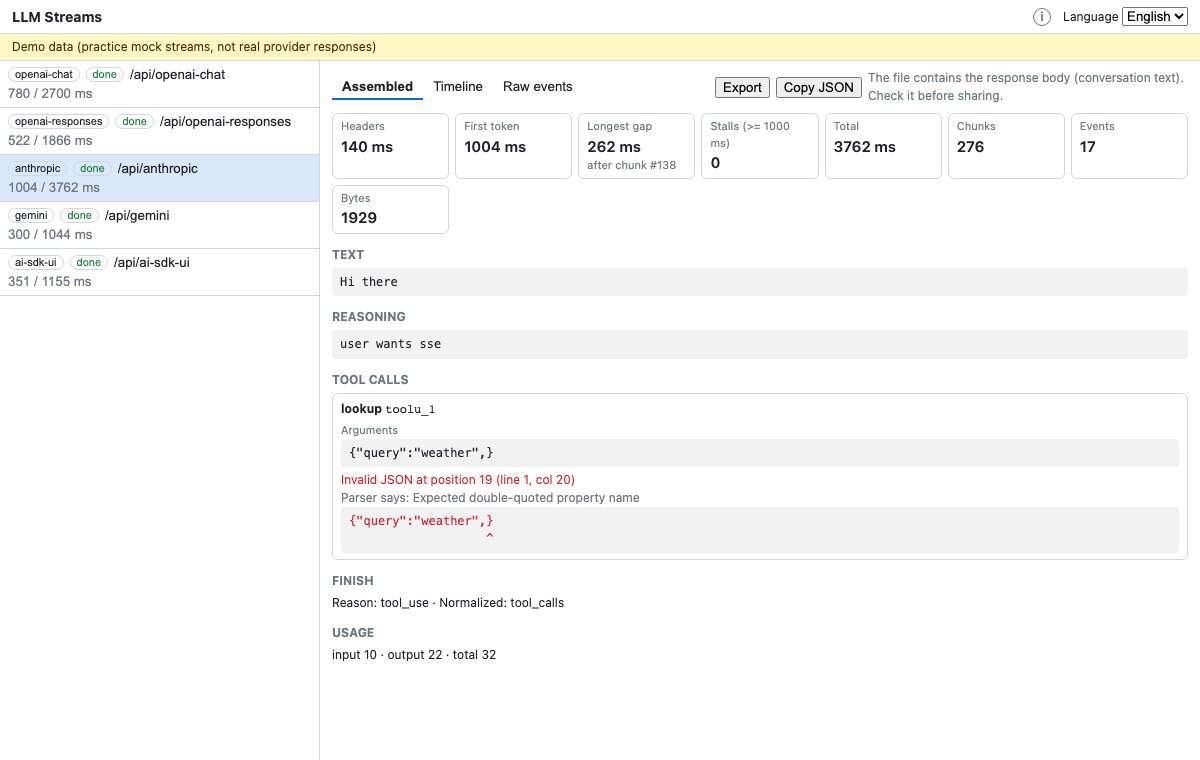 LLM Streams
i Language English
Demo data (practice mock streams, not real provider responses)
openai-chat done /api/openai-chat
780 / 2700 ms
openai-responses done /api/openai-responses
522 / 1866 ms
anthropic done /api/anthropic
1004 / 3762 ms
gemini done /api/gemini
300 / 1044 ms
ai-sdk-ui done /api/ai-sdk-ui
351 / 1155 ms
Assembled Timeline Raw events
Export Copy JSON
The file contains the response body (conversation text).
Check it before sharing.
Headers
140 ms
First token
1004 ms
Longest gap
262 ms
after chunk #138
Stalls (>= 1000
ms)
0
Total
3762 ms
Chunks
276
Events
17
Bytes
1929
TEXT
Hi there
REASONING
user wants sse
TOOL CALLS
lookup toolu_1
Arguments
{"query":"weather",}
Invalid JSON at position 19 (line 1, col 20)
Parser says: Expected double-quoted property name
{"query":"weather",}
^
FINISH
Reason: tool_use · Normalized: tool_calls
USAGE
input 10 · output 22 · total 32